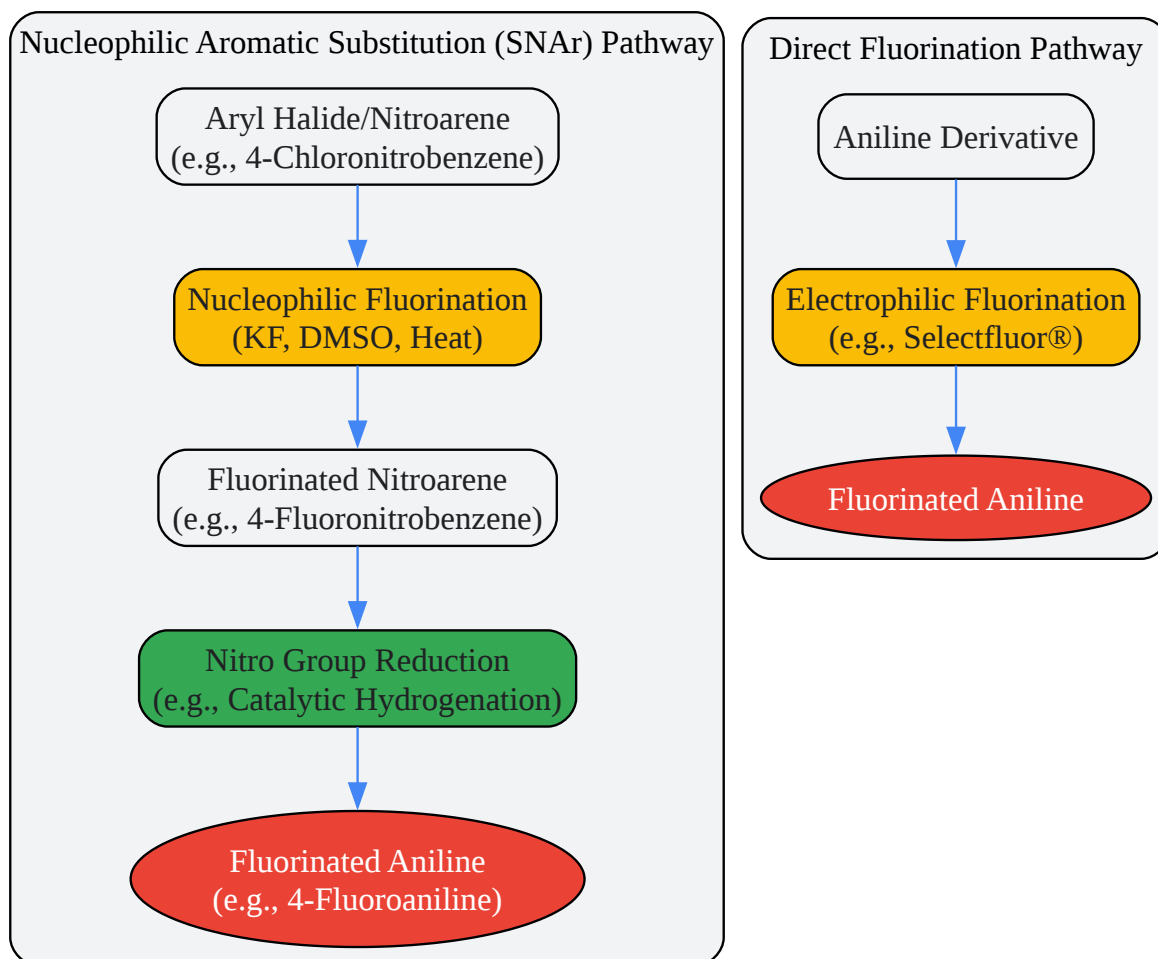 Nucleophilic Aromatic Substitution (SNAr) Pathway
Aryl Halide/Nitroarene
(e.g., 4-Chloronitrobenzene)
Nucleophilic Fluorination
(KF, DMSO, Heat)
Fluorinated Nitroarene
(e.g., 4-Fluoronitrobenzene)
Nitro Group Reduction
(e.g., Catalytic Hydrogenation)
Fluorinated Aniline
(e.g., 4-Fluoroaniline)
Direct Fluorination Pathway
Aniline Derivative
Electrophilic Fluorination
(e.g., Selectfluor®)
Fluorinated Aniline